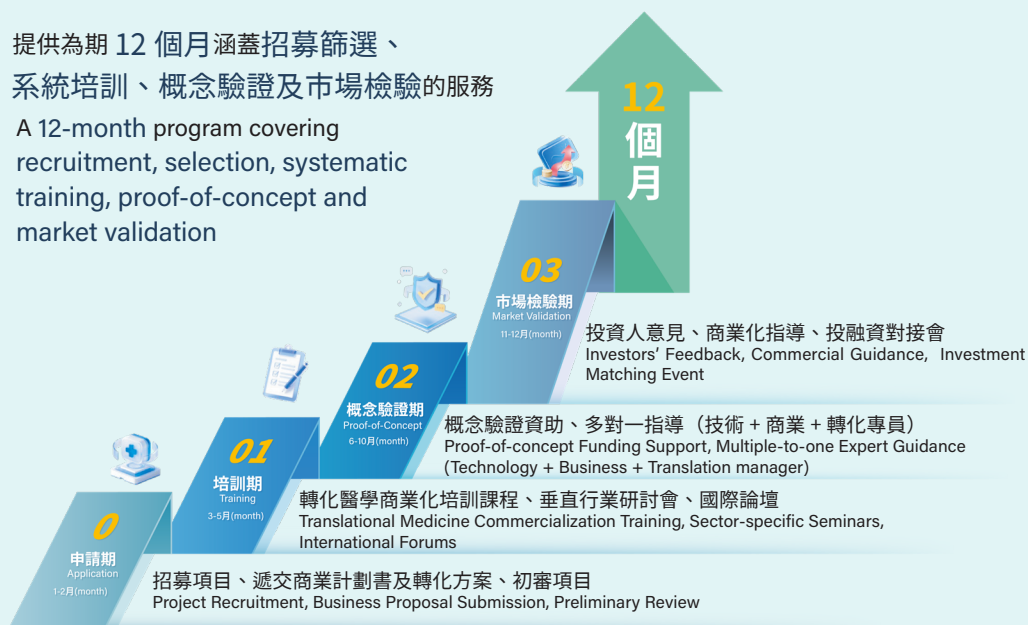 提供為期 12 個月涵蓋招募篩選、
系統培訓、概念驗證及市場檢驗的服務
A 12-month program covering
recruitment, selection, systematic
training, proof-of-concept and
market validation
12
個
月
03
市場檢驗期
Market Validation
11-12月(month)
投資人意見、商業化指導、投融資對接會
Investors’ Feedback, Commercial Guidance, Investment
Matching Event
02
概念驗證期
Proof-of-Concept
6-10月(month)
概念驗證資助、多對一指導（技術 + 商業 + 轉化專員）
Proof-of-concept Funding Support, Multiple-to-one Expert Guidance
(Technology + Business + Translation manager)
01
培訓期
Training
3-5月(month)
轉化醫學商業化培訓課程、垂直行業研討會、國際論壇
Translational Medicine Commercialization Training, Sector-specific Seminars,
International Forums
0
申請期
Application
1-2月(month)
招募項目、遞交商業計劃書及轉化方案、初審項目
Project Recruitment, Business Proposal Submission, Preliminary Review